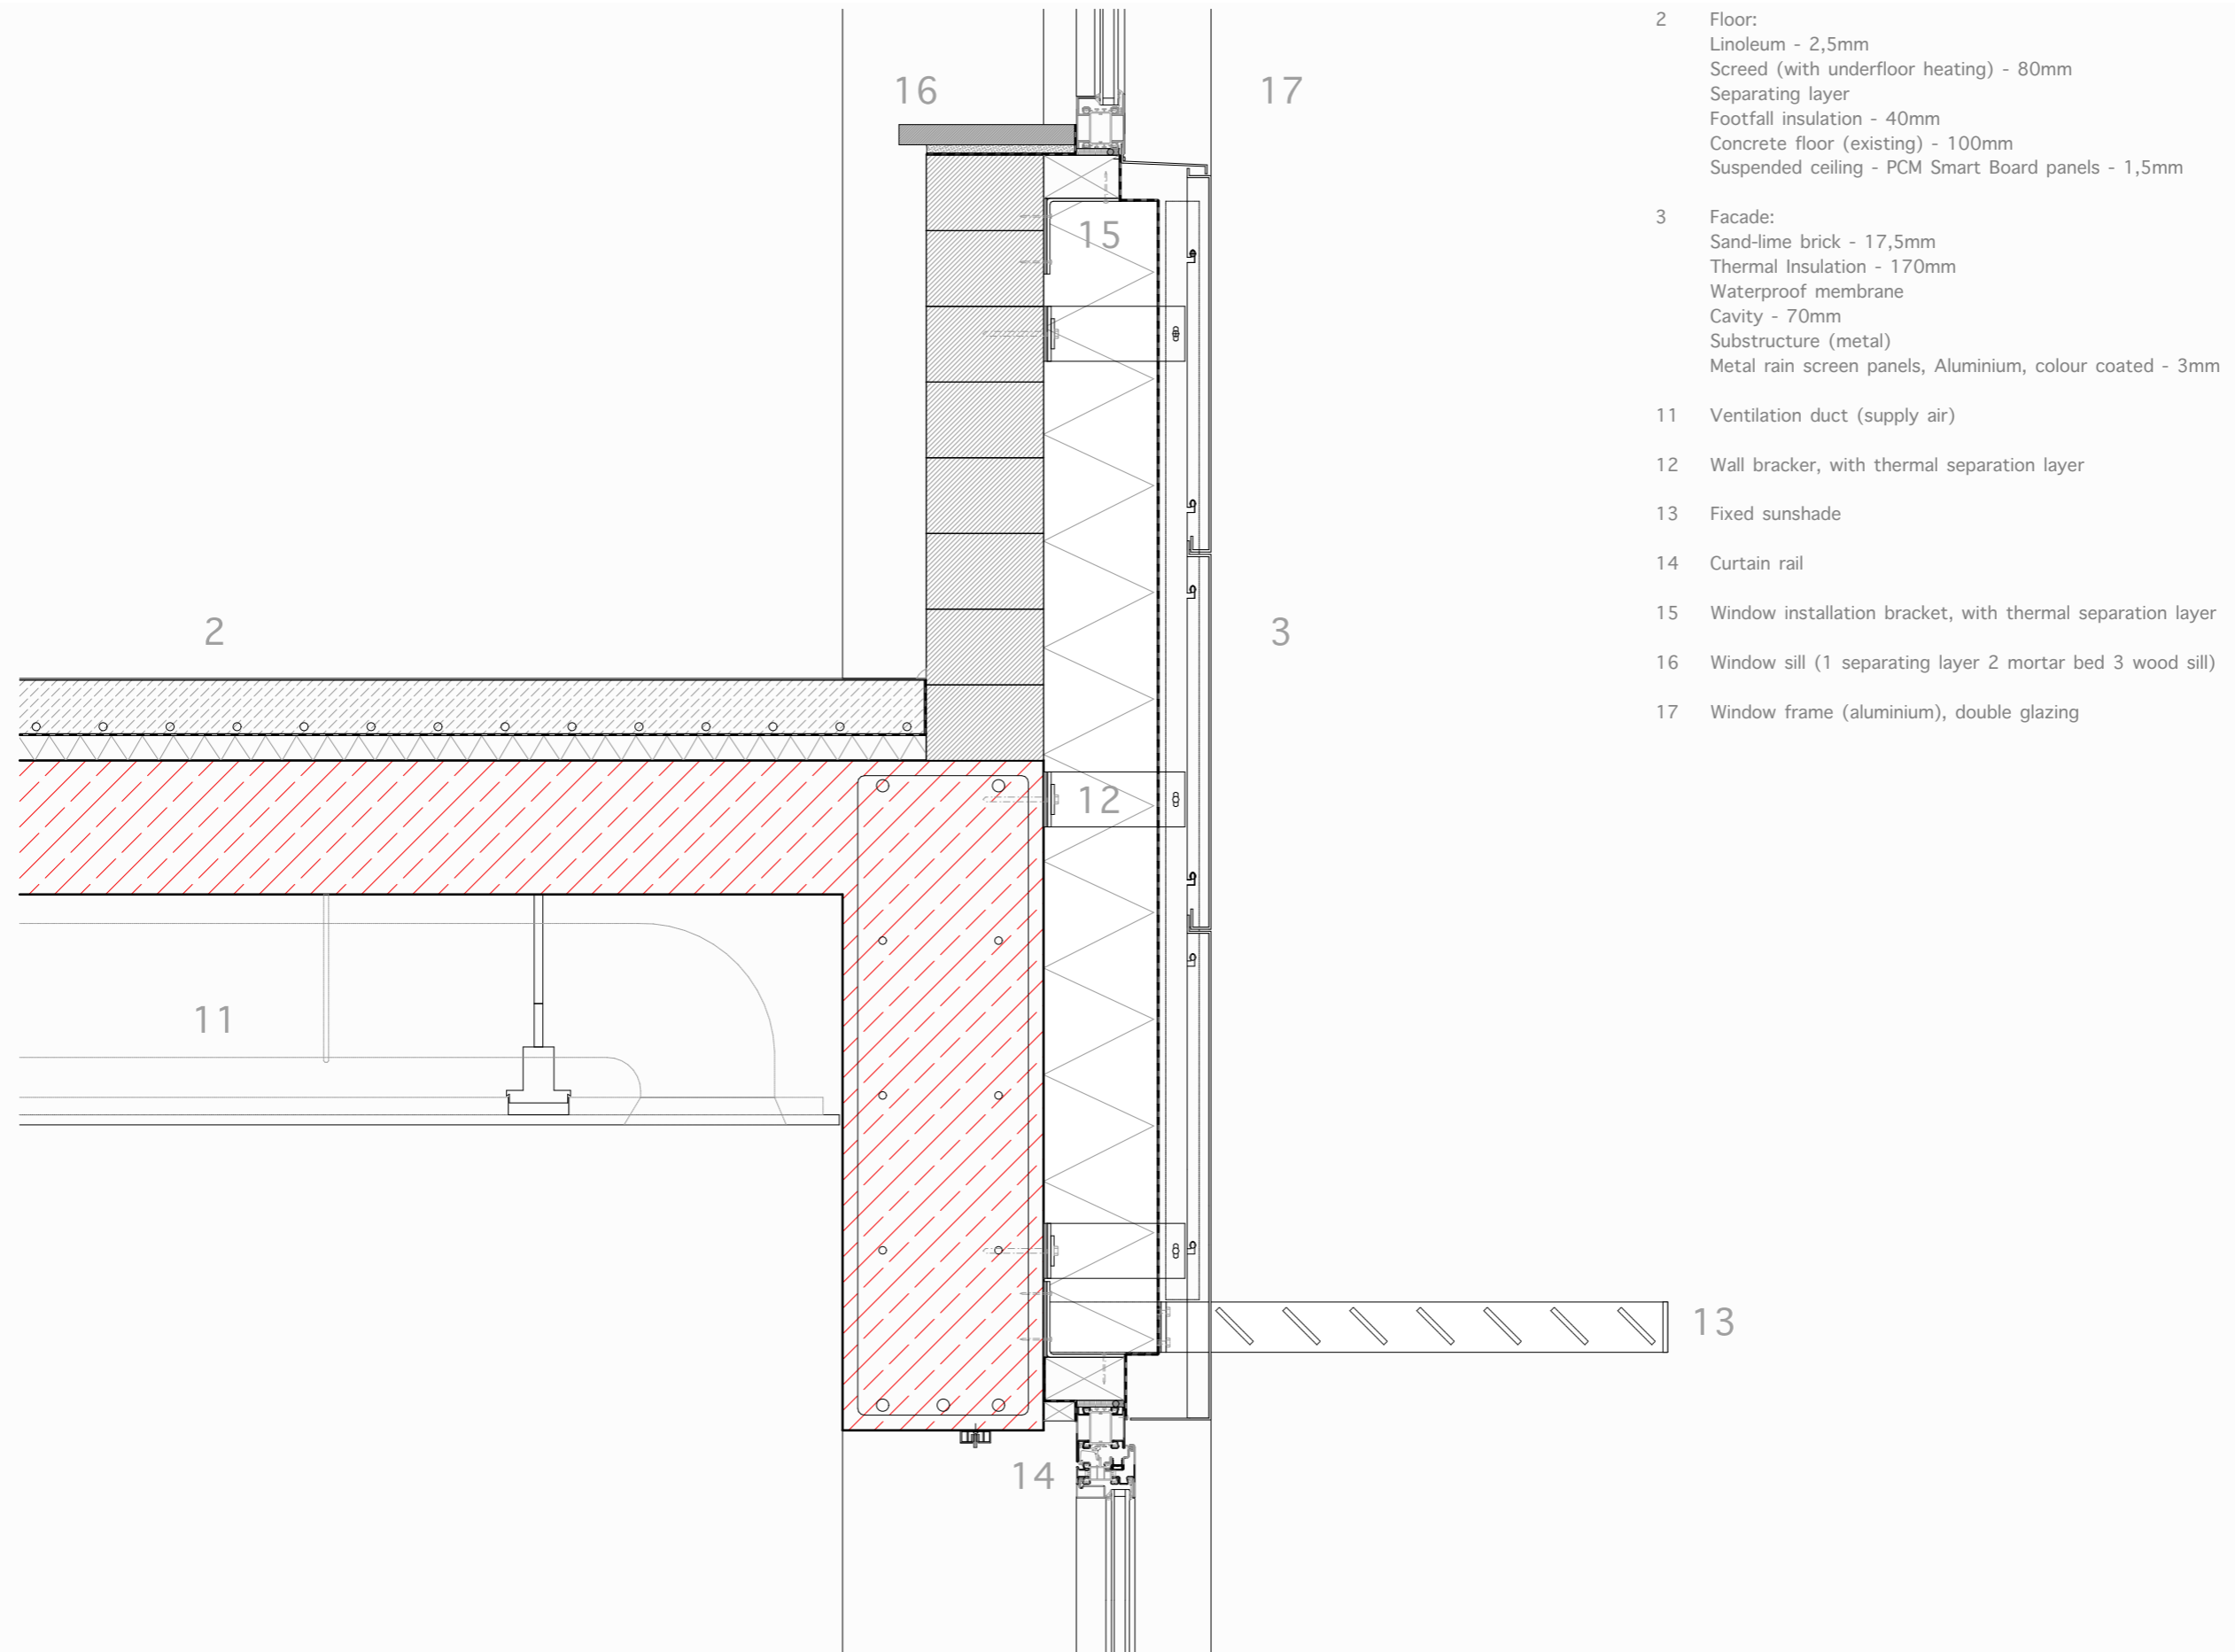 16
17
15
2
3
12
11
13
14
2 Floor:
Linoleum - 2,5mm
Screed (with underfloor heating) - 80mm
Separating layer
Footfall insulation - 40mm
Concrete floor (existing) - 100mm
Suspended ceiling - PCM Smart Board panels - 1,5mm
3 Facade:
Sand-lime brick - 17,5mm
Thermal Insulation - 170mm
Waterproof membrane
Cavity - 70mm
Substructure (metal)
Metal rain screen panels, Aluminium, colour coated - 3mm
11 Ventilation duct (supply air)
12 Wall bracker, with thermal separation layer
13 Fixed sunshade
14 Curtain rail
15 Window installation bracket, with thermal separation layer
16 Window sill (1 separating layer 2 mortar bed 3 wood sill)
17 Window frame (aluminium), double glazing